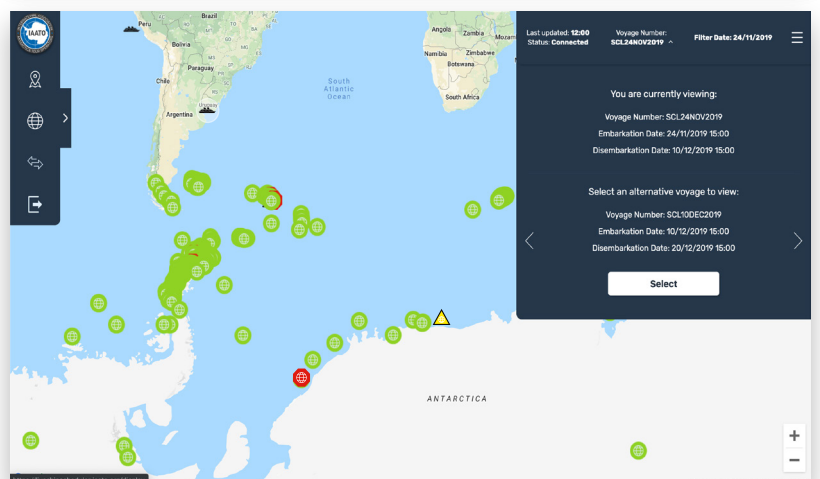 IAATO
Peru
Brazil
Bolivia
Paraguay
Chile
Uruguay
Argentina
South
Atlantic
Ocean
Angola
Zambia
Mozam
Namibia
Zimbabwe
Botswana
South Africa
ANTARCTICA
Last updated: 12:00
Status: Connected
Voyage Number:
SCL24NOV2019
Filter Date: 24/11/2019
You are currently viewing:
Voyage Number: SCL24NOV2019
Embarkation Date: 24/11/2019 15:00
Disembarkation Date: 10/12/2019 15:00
Select an alternative voyage to view:
Voyage Number: SCL10DEC2019
Embarkation Date: 10/12/2019 15:00
Disembarkation Date: 20/12/2019 15:00
Select
+
−